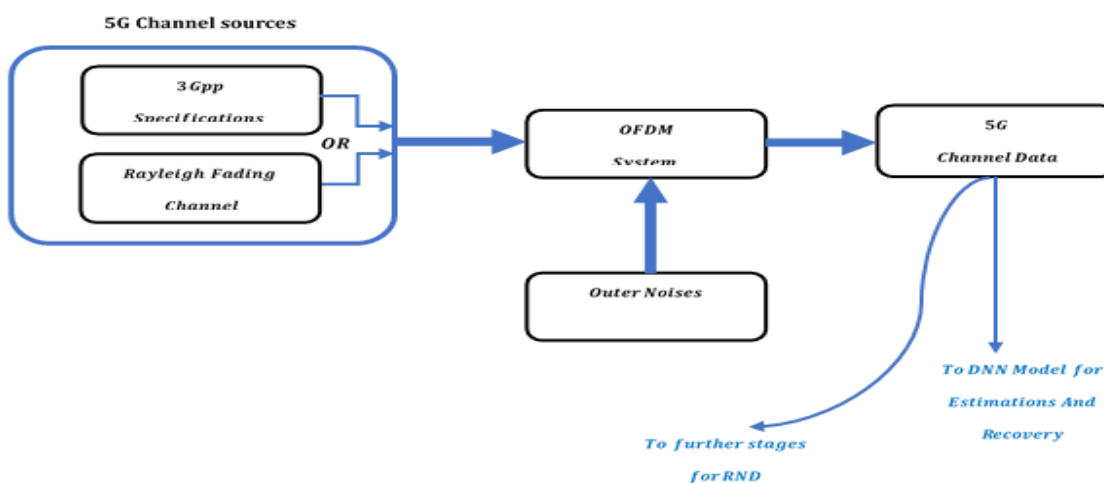 5G Channel sources
3Gpp
Specifications
OR
Rayleigh Fading
Channel
OFDM
System
5G
Channel Data
Outer Noises
To DNN Model for
Estimations And
Recovery
To further stages
for RND